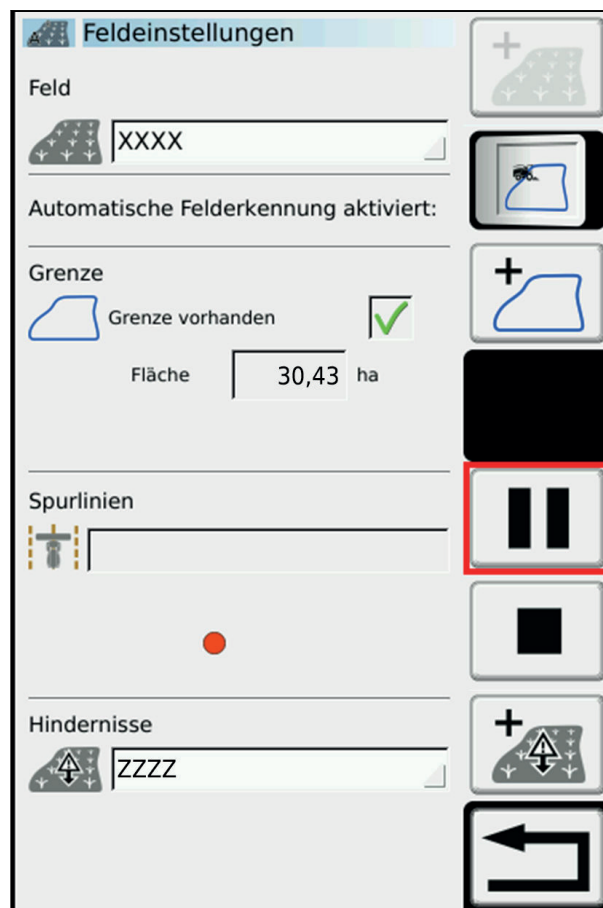 Feldeinstellungen
Feld
XXXX
Automatische Felderkennung aktiviert:
Grenze
Grenze vorhanden
Fläche 30,43 ha
Spurlinien
Hindernisse
ZZZZ